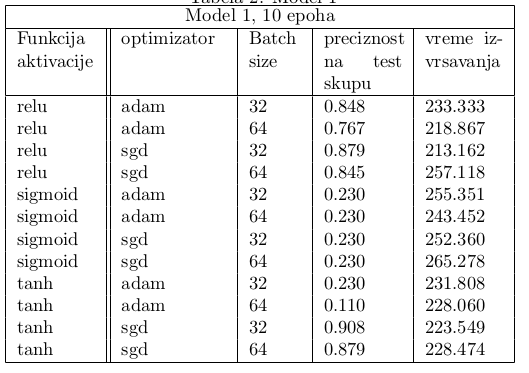 Tabela 2: Model 1
Model 1, 10 epoha
Funkcija aktivacije optimizator Batch size preciznost na test skupu vreme iz-vrsavanja
relu adam 32 0.848 233.333
relu adam 64 0.767 218.867
relu sgd 32 0.879 213.162
relu sgd 64 0.845 257.118
sigmoid adam 32 0.230 255.351
sigmoid adam 64 0.230 243.452
sigmoid sgd 32 0.230 252.360
sigmoid sgd 64 0.230 265.278
tanh adam 32 0.230 231.808
tanh adam 64 0.110 228.060
tanh sgd 32 0.908 223.549
tanh sgd 64 0.879 228.474